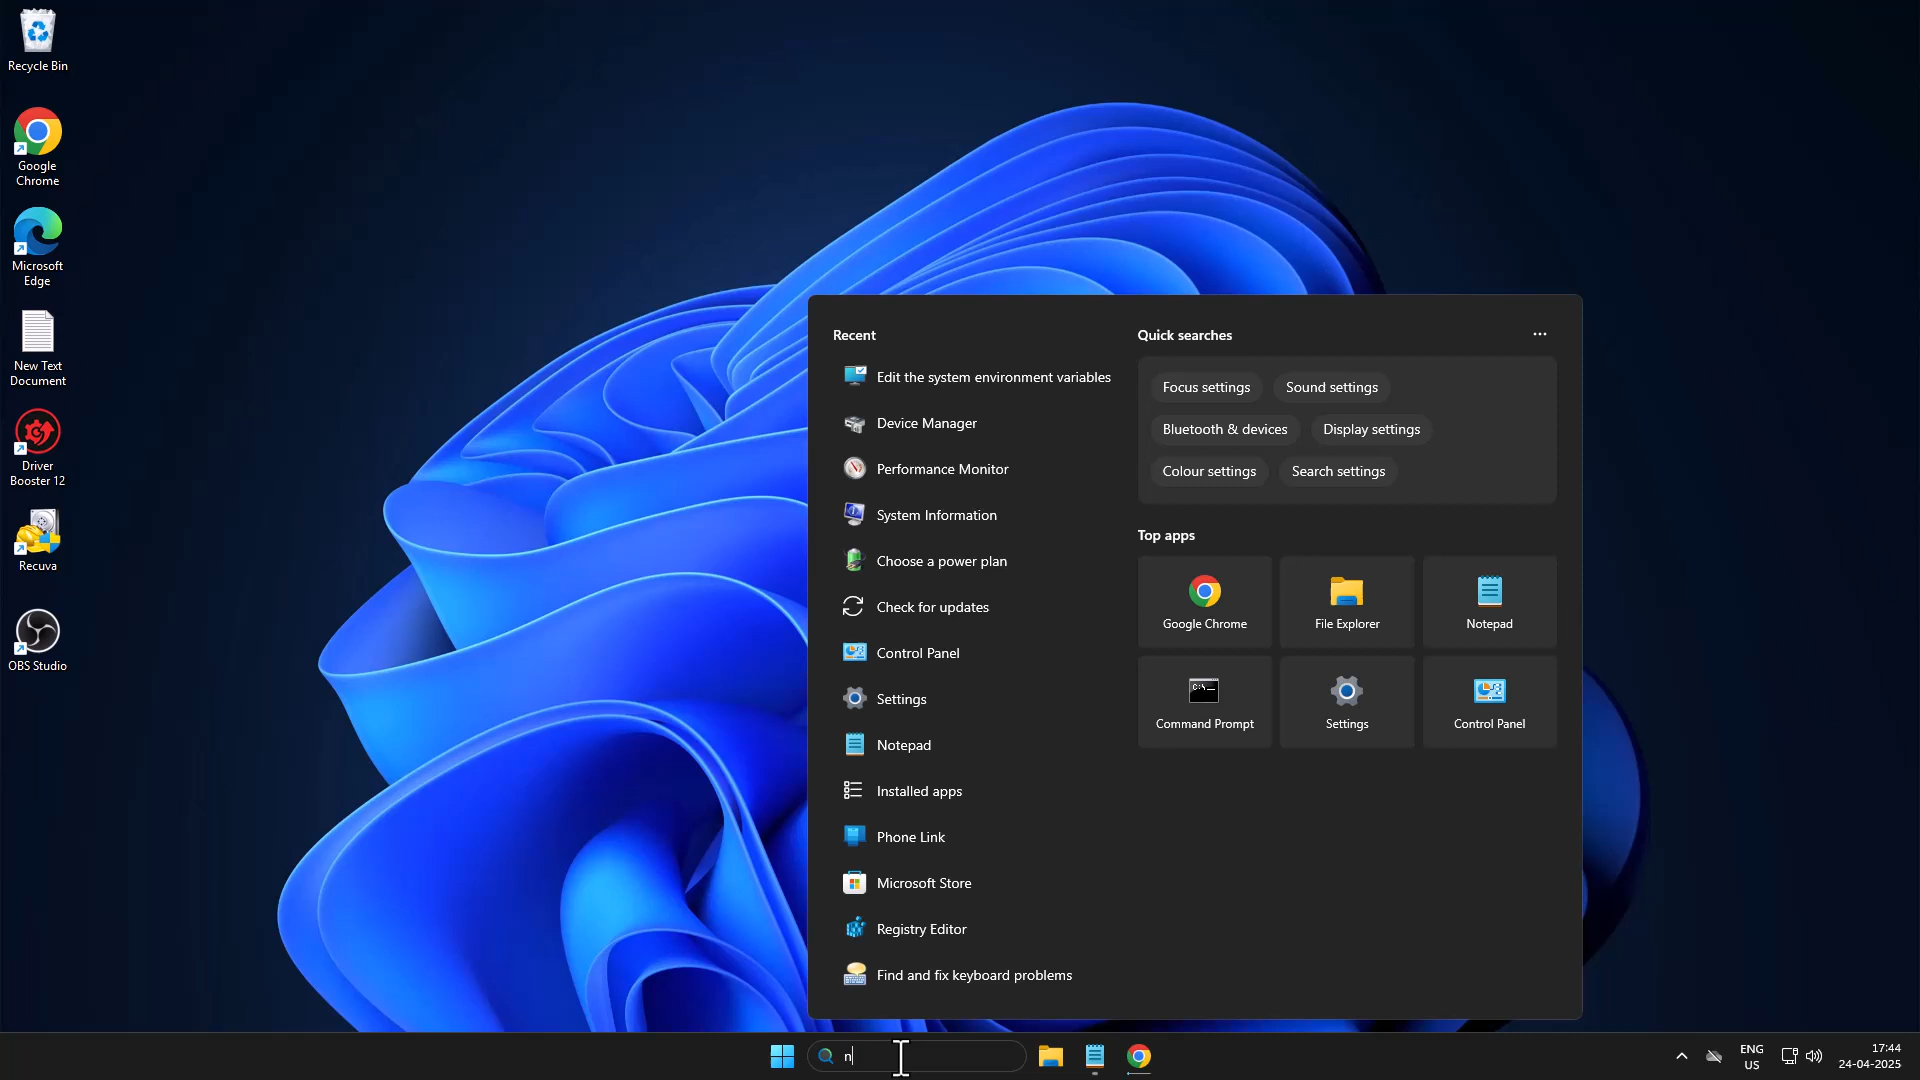 Recycle Bin
Google
Chrome
Microsoft
Edge
New Text
Document
Driver
Booster 12
Recuva
OBS Studio
Recent
Edit the system environment variables
Device Manager
Performance Monitor
System Information
Choose a power plan
Check for updates
Control Panel
Settings
Notepad
Installed apps
Phone Link
Microsoft Store
Registry Editor
Find and fix keyboard problems
Quick searches
Focus settings
Sound settings
Bluetooth & devices
Display settings
Colour settings
Search settings
Top apps
Google Chrome
File Explorer
Notepad
C:\
Command Prompt
Settings
Control Panel
n
ENG
US
17:44
24-04-2025